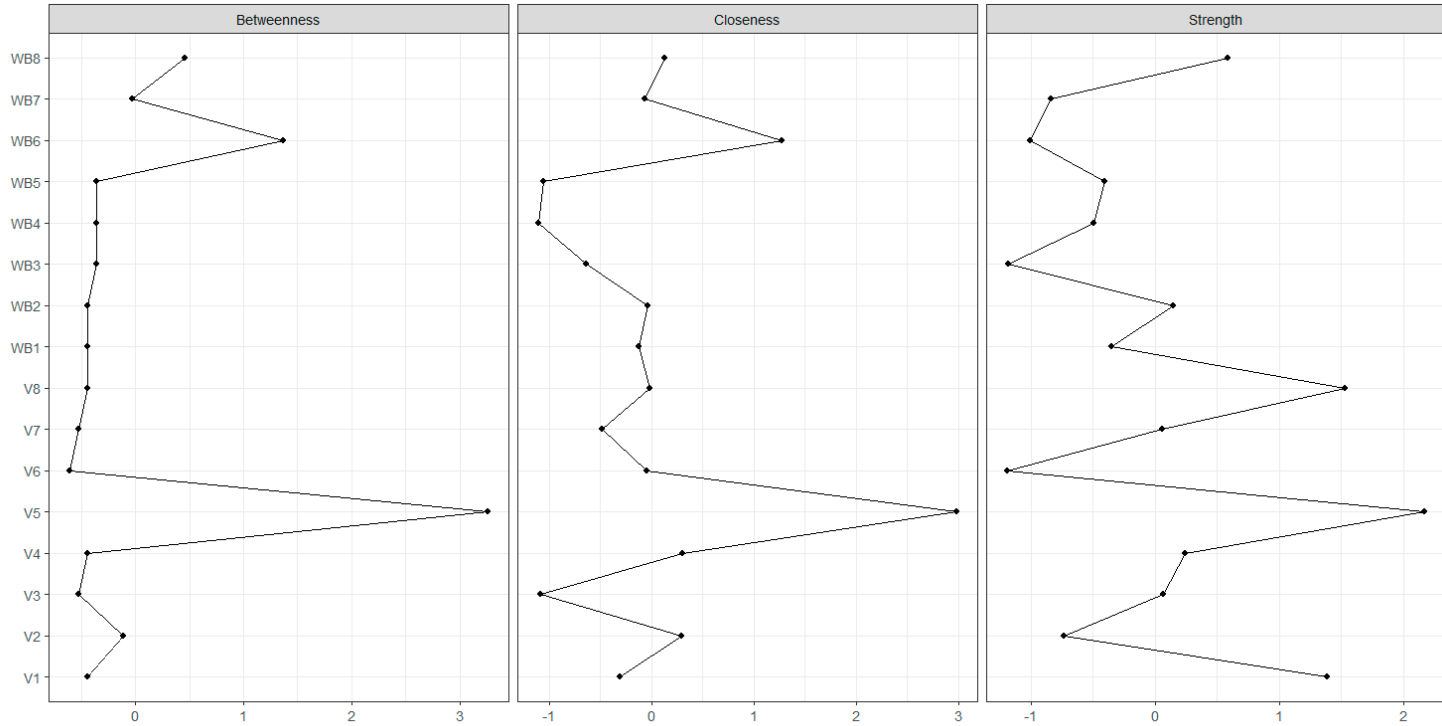 Betweenness Closeness Strength
WB8
WB7
WB6
WB5
WB4
WB3
WB2
WB1
V8
V7
V6
V5
V4
V3
V2
V1
0 1 2 3 -1 0 1 2 3 -1 0 1 2